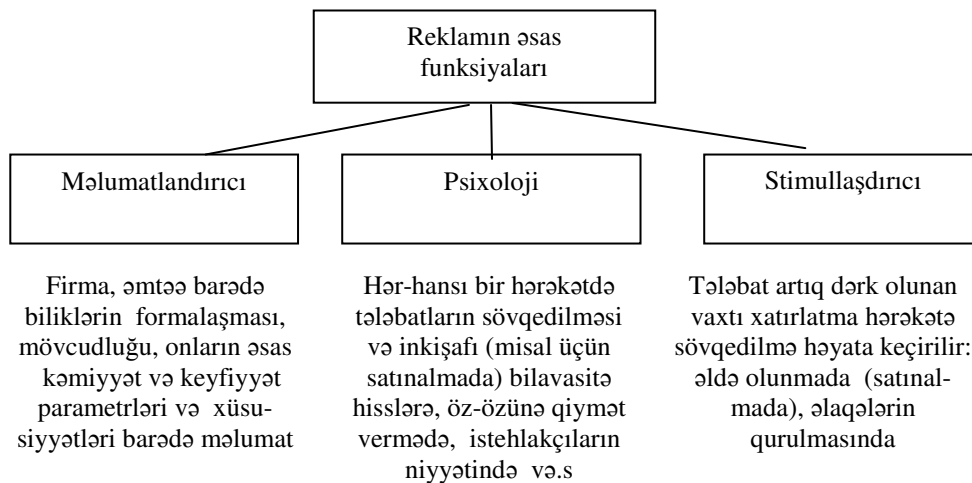 Reklamın əsas
funksiyaları
Məlumatlandırıcı
Psixoloji
Stimullaşdırıcı
Firma, əmtəə barədə
biliklərin formalaşması,
mövcudluğu, onların əsas
kəmiyyət və keyfiyyət
parametrləri və xüsu-
siyyətləri barədə məlumat
Hər-hansı bir hərəkətdə
tələbatların sövqedilməsi
və inkişafı (misal üçün
satınalmada) bilavasitə
hisslərə, öz-özünə qiymət
vermədə, istehlakçıların
niyyətində və.s
Tələbat artıq dərk olunan
vaxtı xatırlatma hərəkətə
sövqedilmə həyata keçirilir:
əldə olunmada (satınal-
mada), əlaqələrin
qurulmasında